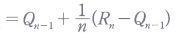 = Q_{n-1} + \frac{1}{n}(R_n - Q_{n-1})